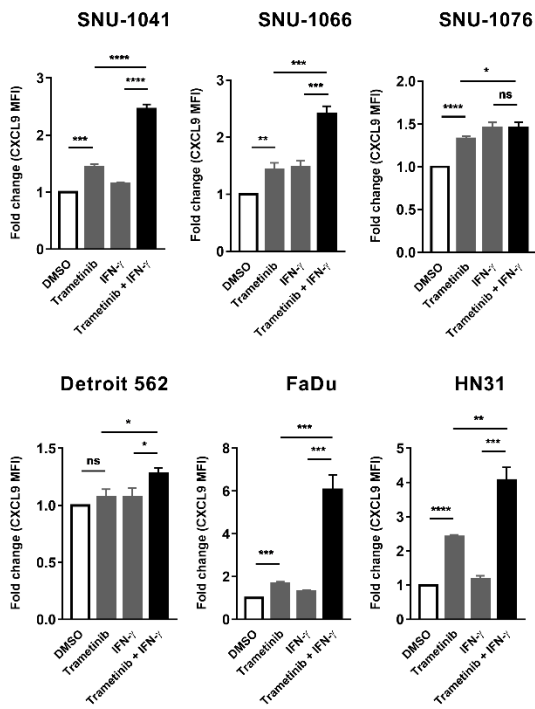 SNU-1041
Fold change (CXCL9 MFI)
3
2
1
0
***
****
****
DMSO
Trametinib
IFN-γ
Trametinib + IFN-γ
SNU-1066
Fold change (CXCL9 MFI)
3
2
1
0
**
***
***
DMSO
Trametinib
IFN-γ
Trametinib + IFN-γ
SNU-1076
Fold change (CXCL9 MFI)
2.0
1.5
1.0
0.5
0.0
****
*
ns
DMSO
Trametinib
IFN-γ
Trametinib + IFN-γ
Detroit 562
Fold change (CXCL9 MFI)
1.5
1.0
0.5
0.0
ns
*
*
DMSO
Trametinib
IFN-γ
Trametinib + IFN-γ
FaDu
Fold change (CXCL9 MFI)
8
6
4
2
0
***
***
***
DMSO
Trametinib
IFN-γ
Trametinib + IFN-γ
HN31
Fold change (CXCL9 MFI)
5
4
3
2
1
0
****
**
***
DMSO
Trametinib
IFN-γ
Trametinib + IFN-γ